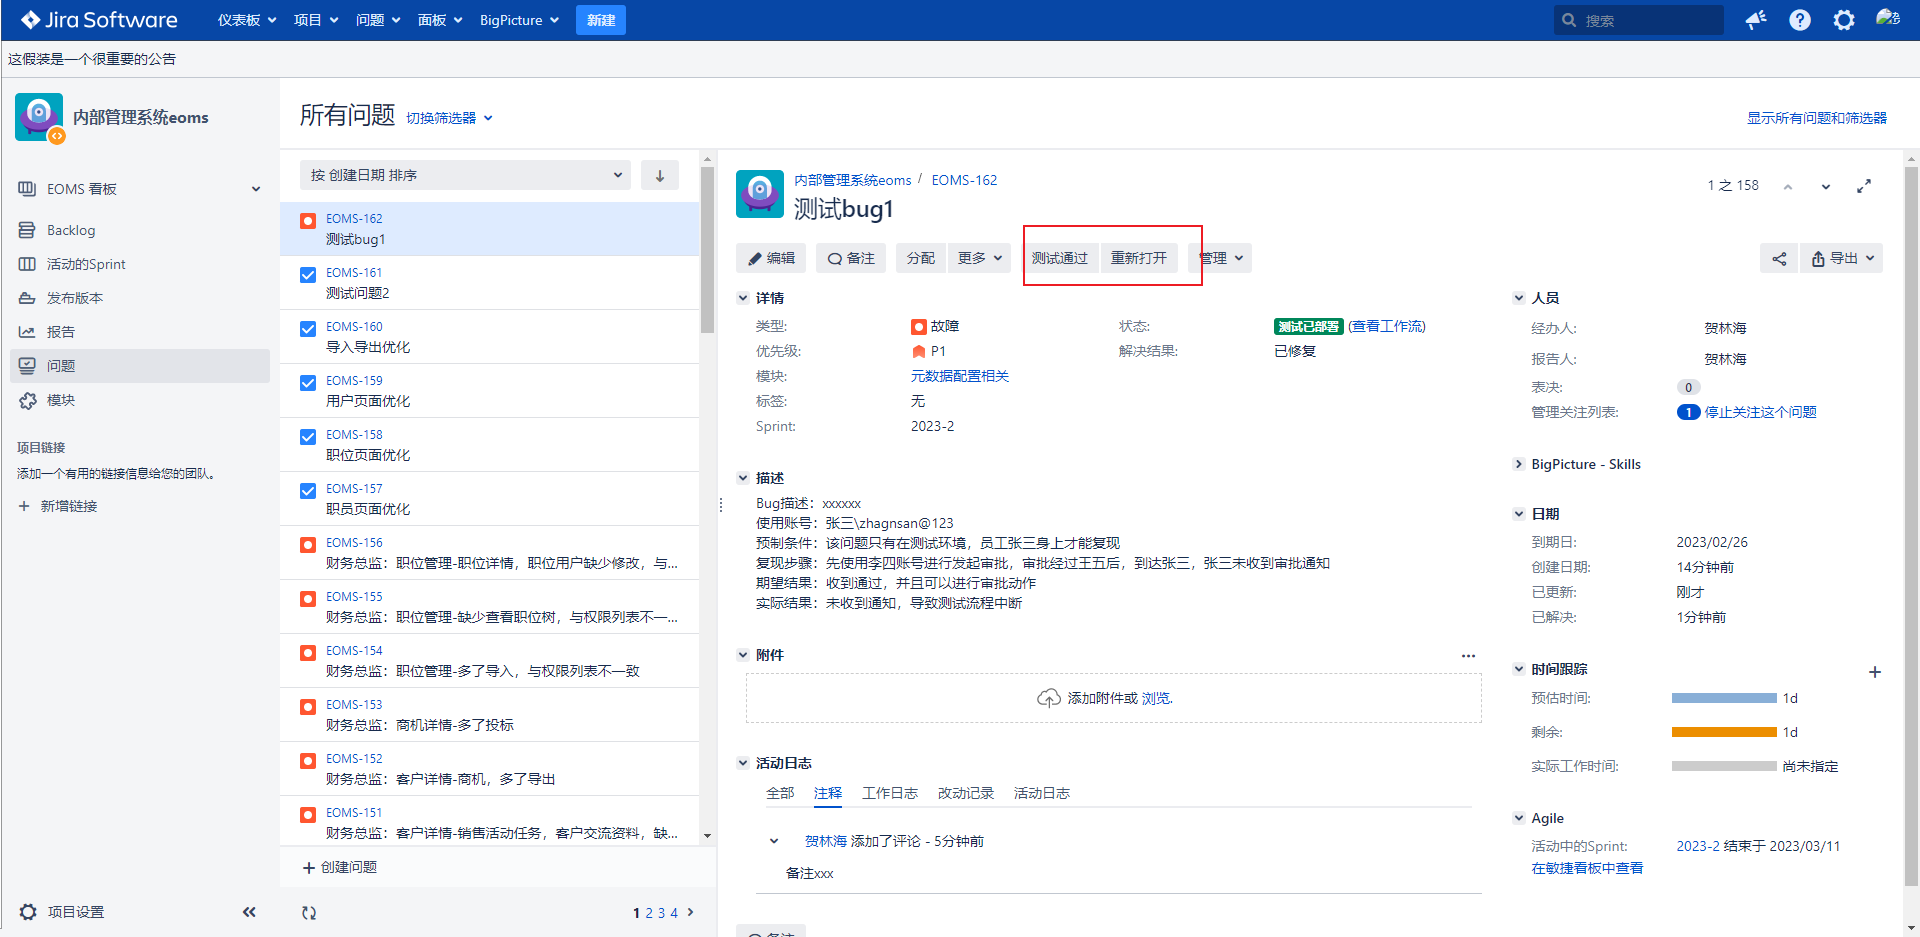 Jira Software 仪表板 项目 问题 面板 BigPicture 新建 搜索
这假装是一个很重要的公告
内部管理系统eoms
EOMS 看板
Backlog
活动的Sprint
发布版本
报告
问题
模块
项目链接
添加一个有用的链接信息给您的团队。
新增链接
项目设置
所有问题 切换筛选器
显示所有问题和筛选器
按 创建日期 排序
EOMS-162
测试bug1
EOMS-161
测试问题2
EOMS-160
导入导出优化
EOMS-159
用户页面优化
EOMS-158
职位页面优化
EOMS-157
职员页面优化
EOMS-156
财务总监：职位管理-职位详情，职位用户缺少修改，与...
EOMS-155
财务总监：职位管理-缺少查看职位树，与权限列表不一...
EOMS-154
财务总监：职位管理-多了导入，与权限列表不一致
EOMS-153
财务总监：商机详情-多了投标
EOMS-152
财务总监：客户详情-商机，多了导出
EOMS-151
财务总监：客户详情-销售活动任务，客户交流资料，缺...
创建问题
1 2 3 4
内部管理系统eoms / EOMS-162
测试bug1
1 之 158
编辑 备注 分配 更多 测试通过 重新打开 管理 导出
详情
类型: 故障
状态: 测试已部署 (查看工作流)
优先级: P1
解决结果: 已修复
模块: 元数据配置相关
标签: 无
Sprint: 2023-2
描述
Bug描述：xxxxxx
使用账号：张三\zhagnsan@123
预制条件：该问题只有在测试环境，员工张三身上才能复现
复现步骤：先使用李四账号进行发起审批，审批经过王五后，到达张三，张三未收到审批通知
期望结果：收到通过，并且可以进行审批动作
实际结果：未收到通知，导致测试流程中断
附件
添加附件或 浏览.
活动日志
全部 注释 工作日志 改动记录 活动日志
贺林海 添加了评论 - 5分钟前
备注xxx
备注
人员
经办人: 贺林海
报告人: 贺林海
表决: 0
管理关注列表: 1 停止关注这个问题
BigPicture - Skills
日期
到期日: 2023/02/26
创建日期: 14分钟前
已更新: 刚才
已解决: 1分钟前
时间跟踪
预估时间: 1d
剩余: 1d
实际工作时间: 尚未指定
Agile
活动中的Sprint: 2023-2 结束于 2023/03/11
在敏捷看板中查看